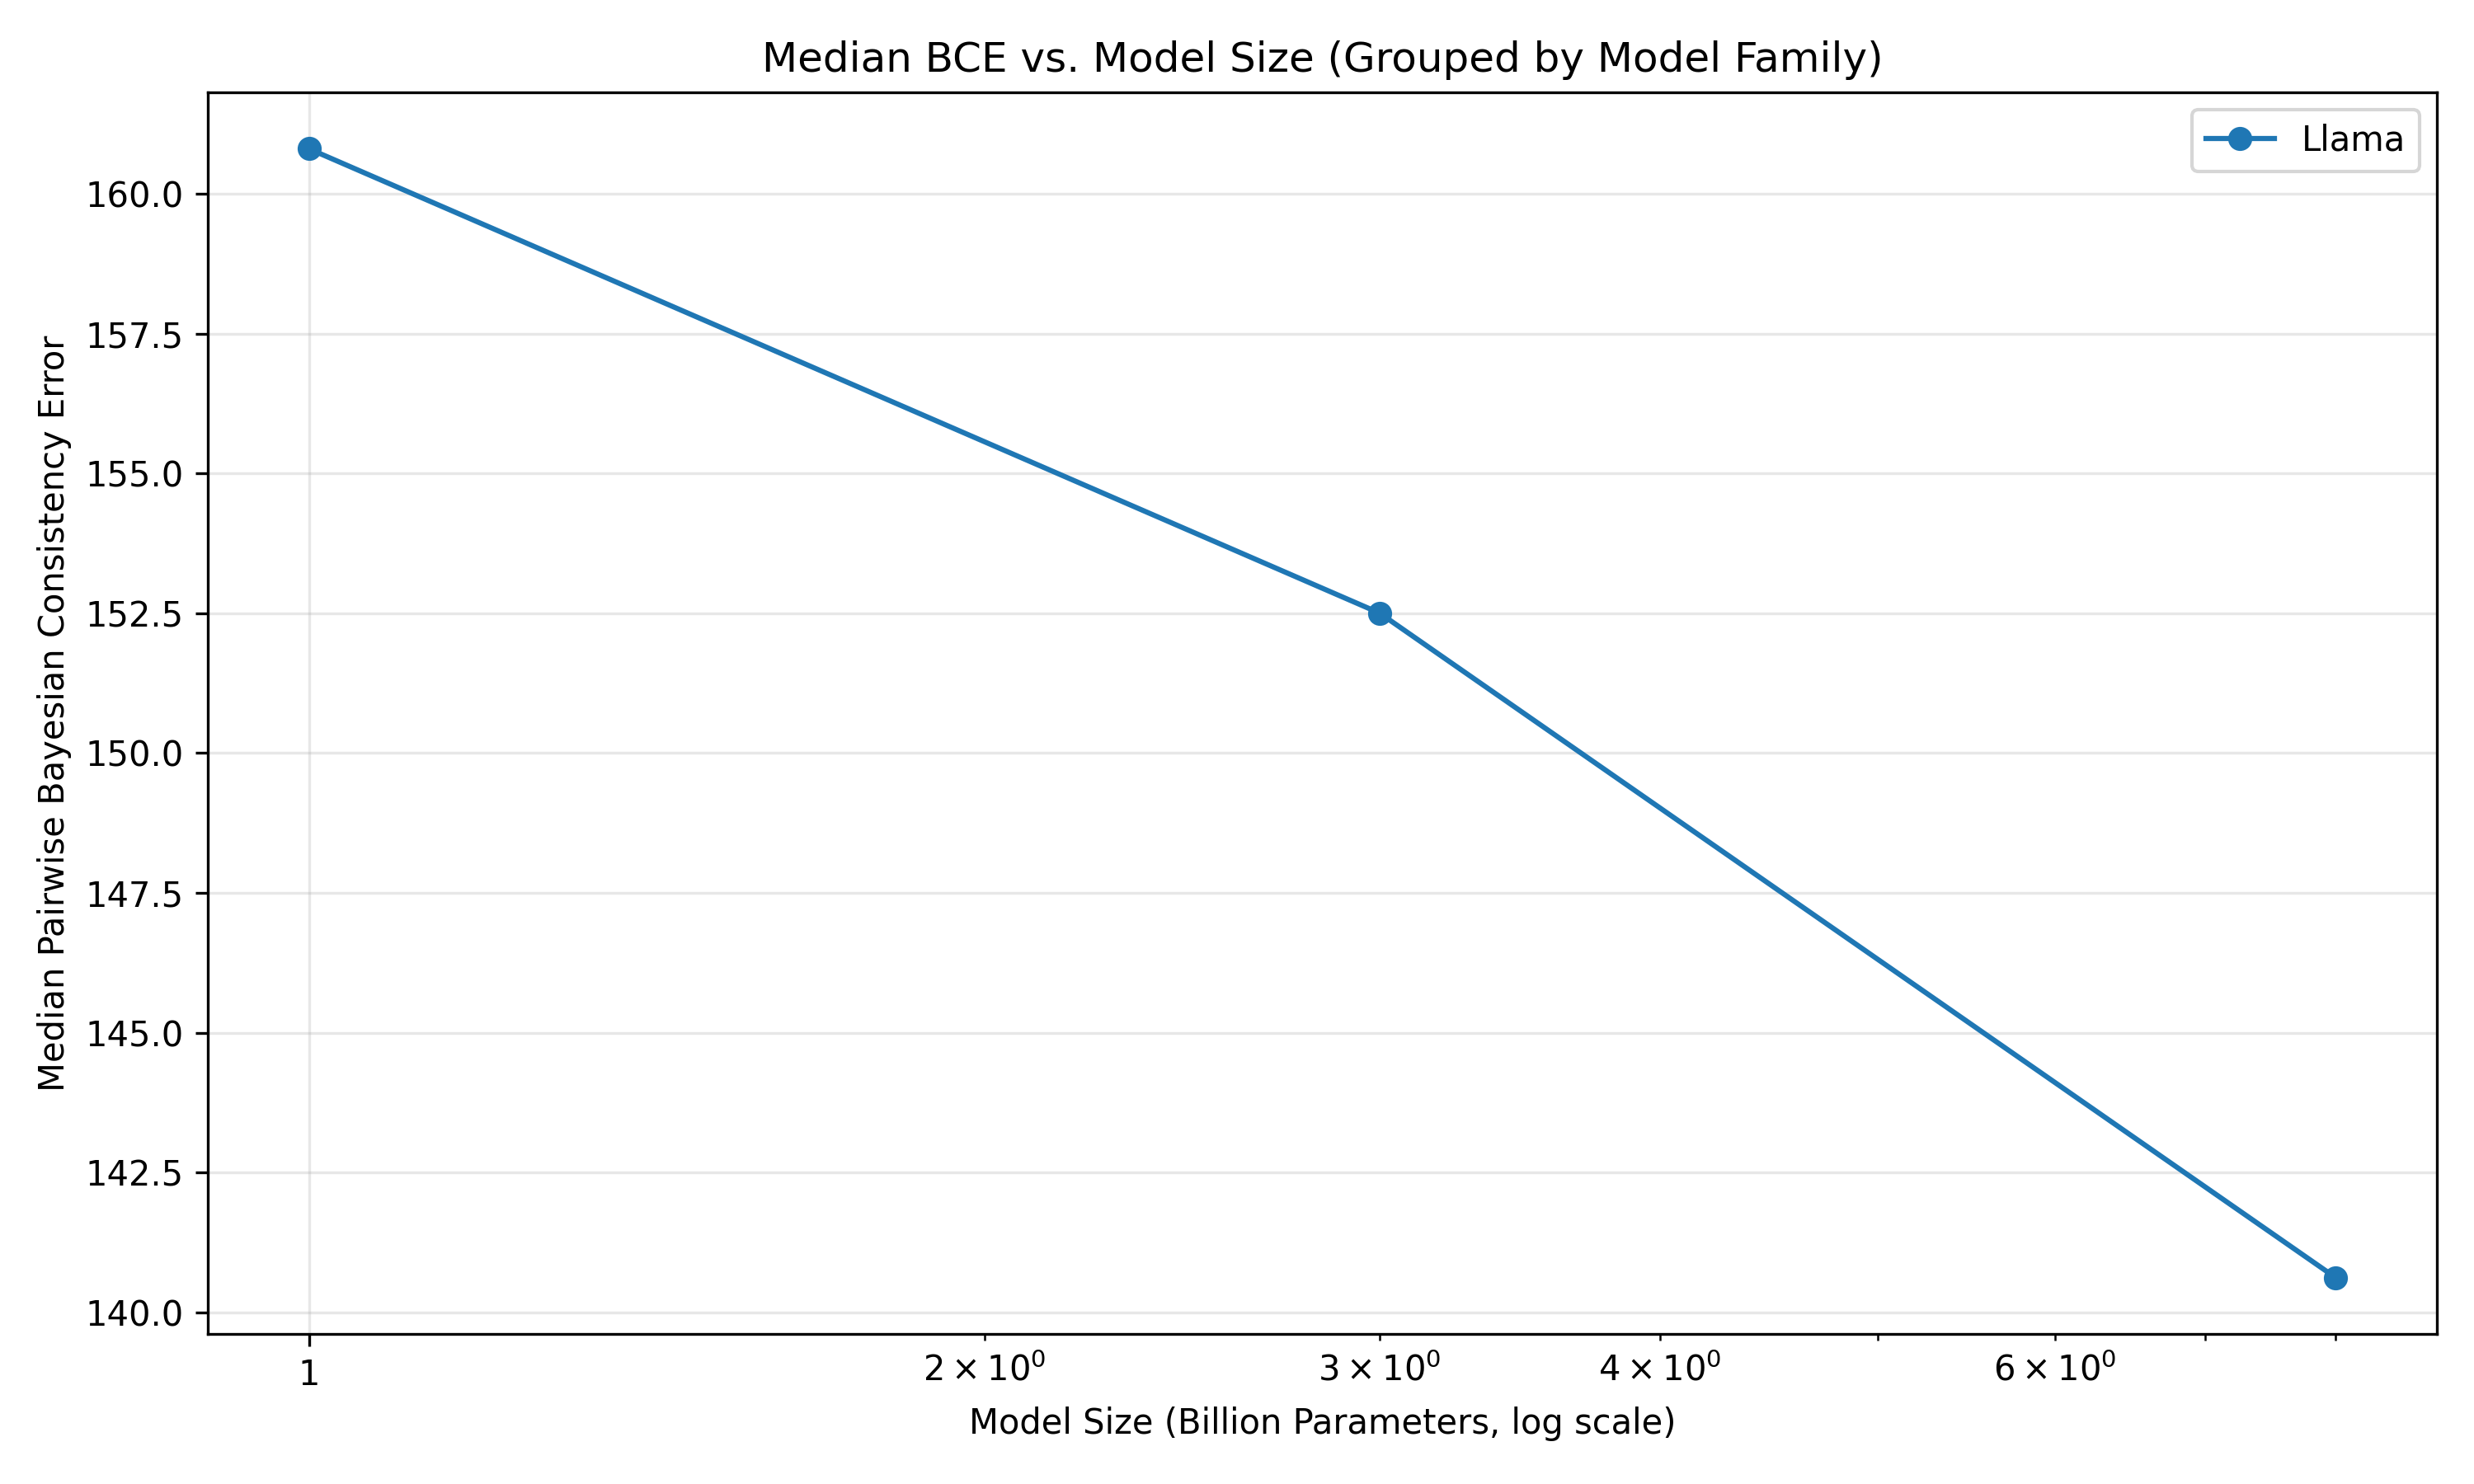 Median BCE vs. Model Size (Grouped by Model Family)
Llama
Median Pairwise Bayesian Consistency Error
160.0
157.5
155.0
152.5
150.0
147.5
145.0
142.5
140.0
1
2 × 10⁰
3 × 10⁰
4 × 10⁰
6 × 10⁰
Model Size (Billion Parameters, log scale)